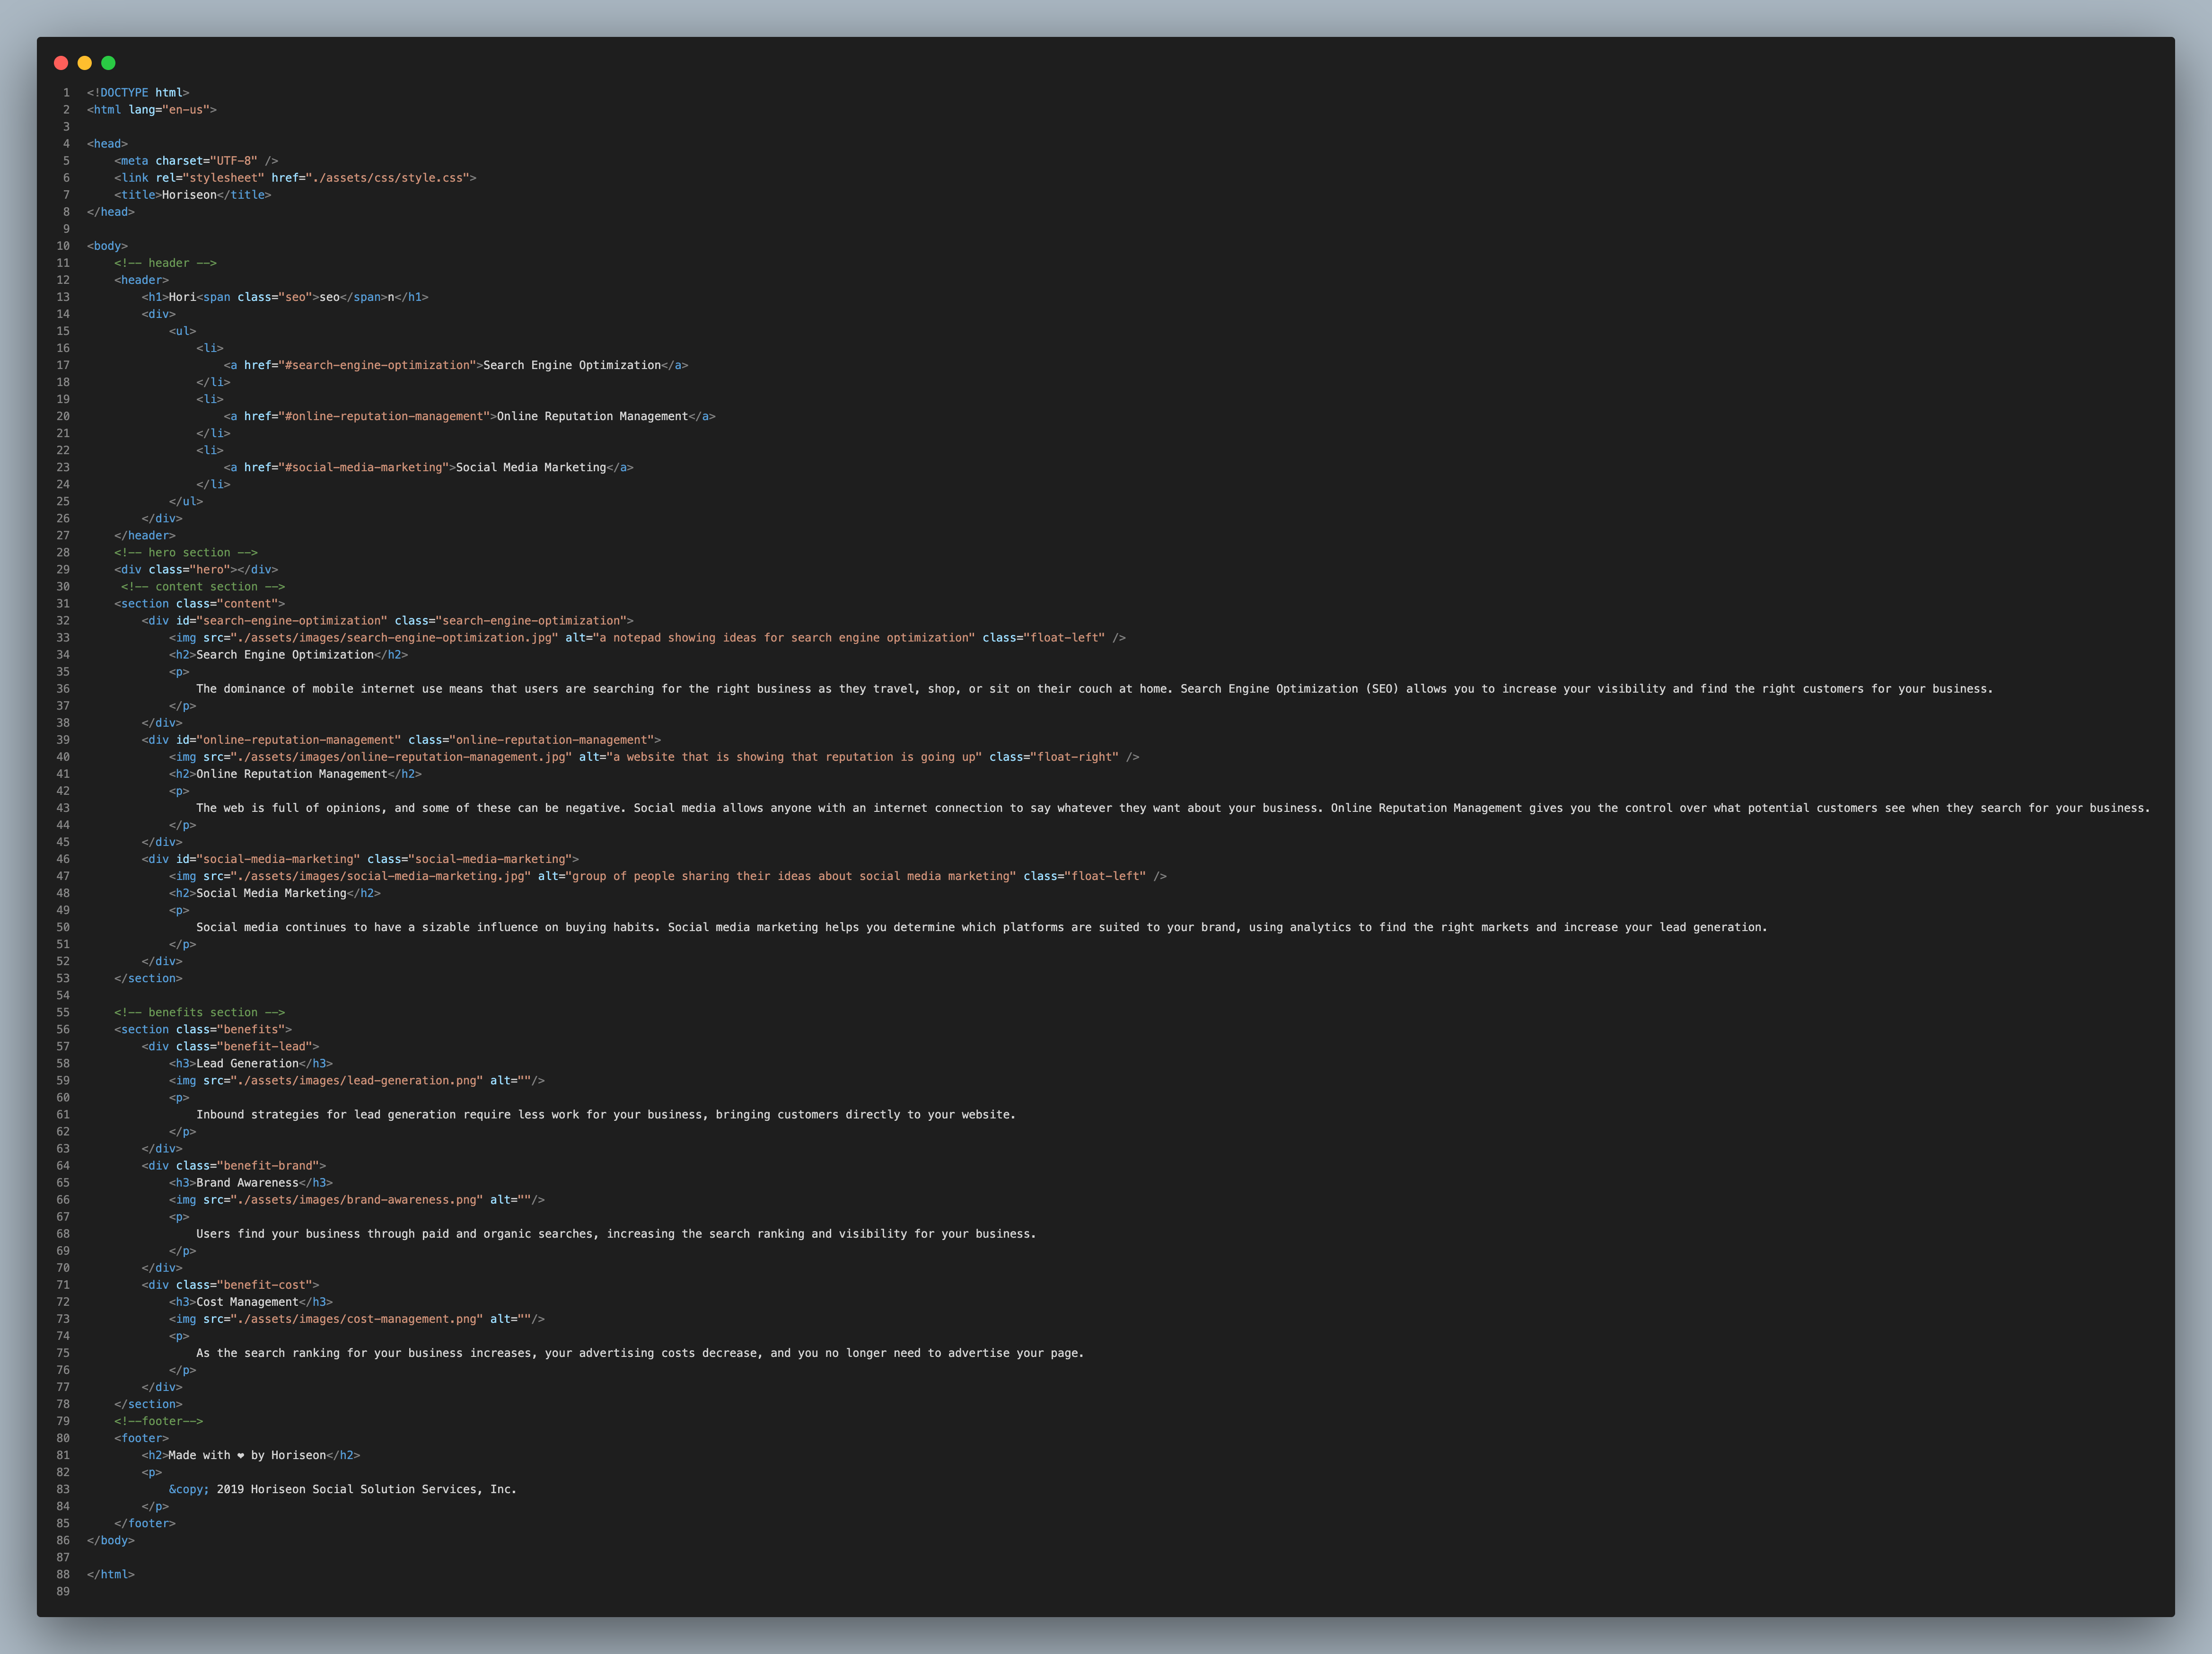 1 <!DOCTYPE html>
2 <html lang="en-us">
3
4 <head>
5     <meta charset="UTF-8" />
6     <link rel="stylesheet" href="./assets/css/style.css">
7     <title>Horiseon</title>
8 </head>
9
10 <body>
11     <!-- header -->
12     <header>
13         <h1>Hori<span class="seo">seo</span>n</h1>
14         <div>
15             <ul>
16                 <li>
17                     <a href="#search-engine-optimization">Search Engine Optimization</a>
18                 </li>
19                 <li>
20                     <a href="#online-reputation-management">Online Reputation Management</a>
21                 </li>
22                 <li>
23                     <a href="#social-media-marketing">Social Media Marketing</a>
24                 </li>
25             </ul>
26         </div>
27     </header>
28     <!-- hero section -->
29     <div class="hero"></div>
30      <!-- content section -->
31     <section class="content">
32         <div id="search-engine-optimization" class="search-engine-optimization">
33             <img src="./assets/images/search-engine-optimization.jpg" alt="a notepad showing ideas for search engine optimization" class="float-left" />
34             <h2>Search Engine Optimization</h2>
35             <p>
36                 The dominance of mobile internet use means that users are searching for the right business as they travel, shop, or sit on their couch at home. Search Engine Optimization (SEO) allows you to increase your visibility and find the right customers for your business.
37             </p>
38         </div>
39         <div id="online-reputation-management" class="online-reputation-management">
40             <img src="./assets/images/online-reputation-management.jpg" alt="a website that is showing that reputation is going up" class="float-right" />
41             <h2>Online Reputation Management</h2>
42             <p>
43                 The web is full of opinions, and some of these can be negative. Social media allows anyone with an internet connection to say whatever they want about your business. Online Reputation Management gives you the control over what potential customers see when they search for your business.
44             </p>
45         </div>
46         <div id="social-media-marketing" class="social-media-marketing">
47             <img src="./assets/images/social-media-marketing.jpg" alt="group of people sharing their ideas about social media marketing" class="float-left" />
48             <h2>Social Media Marketing</h2>
49             <p>
50                 Social media continues to have a sizable influence on buying habits. Social media marketing helps you determine which platforms are suited to your brand, using analytics to find the right markets and increase your lead generation.
51             </p>
52         </div>
53     </section>
54
55     <!-- benefits section -->
56     <section class="benefits">
57         <div class="benefit-lead">
58             <h3>Lead Generation</h3>
59             <img src="./assets/images/lead-generation.png" alt=""/>
60             <p>
61                 Inbound strategies for lead generation require less work for your business, bringing customers directly to your website.
62             </p>
63         </div>
64         <div class="benefit-brand">
65             <h3>Brand Awareness</h3>
66             <img src="./assets/images/brand-awareness.png" alt=""/>
67             <p>
68                 Users find your business through paid and organic searches, increasing the search ranking and visibility for your business.
69             </p>
70         </div>
71         <div class="benefit-cost">
72             <h3>Cost Management</h3>
73             <img src="./assets/images/cost-management.png" alt=""/>
74             <p>
75                 As the search ranking for your business increases, your advertising costs decrease, and you no longer need to advertise your page.
76             </p>
77         </div>
78     </section>
79     <!--footer-->
80     <footer>
81         <h2>Made with ❤ by Horiseon</h2>
82         <p>
83             &copy; 2019 Horiseon Social Solution Services, Inc.
84         </p>
85     </footer>
86 </body>
87
88 </html>
89